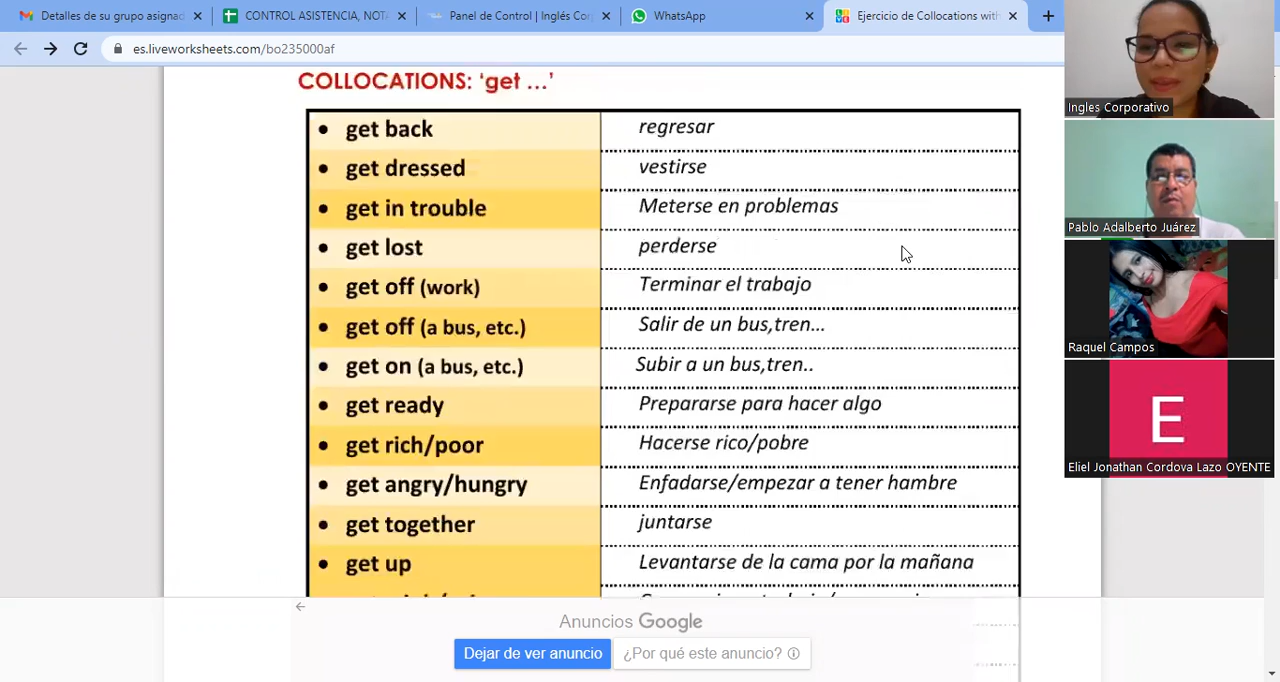 Detalles de su grupo asignad
CONTROL ASISTENCIA, NOTA
Panel de Control | Inglés Corp
WhatsApp
Ejercicio de Collocations with
es.liveworksheets.com/bo235000af
COLLOCATIONS: 'get ...'
• get back regresar
• get dressed vestirse
• get in trouble Meterse en problemas
• get lost perderse
• get off (work) Terminar el trabajo
• get off (a bus, etc.) Salir de un bus,tren...
• get on (a bus, etc.) Subir a un bus,tren..
• get ready Prepararse para hacer algo
• get rich/poor Hacerse rico/pobre
• get angry/hungry Enfadarse/empezar a tener hambre
• get together juntarse
• get up Levantarse de la cama por la mañana
Anuncios Google
Dejar de ver anuncio
¿Por qué este anuncio?
Ingles Corporativo
Pablo Adalberto Juárez
Raquel Campos
E
Eliel Jonathan Cordova Lazo OYENTE